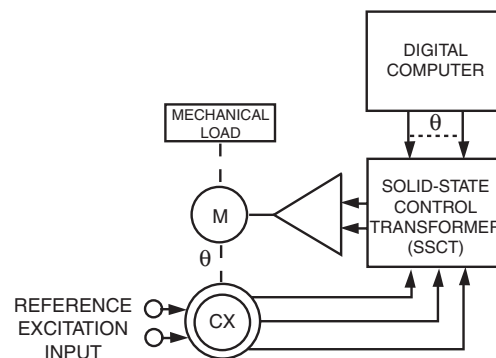 DIGITAL
COMPUTER
θ
MECHANICAL
LOAD
SOLID-STATE
CONTROL
TRANSFORMER
(SSCT)
M
θ
REFERENCE
EXCITATION
INPUT
CX